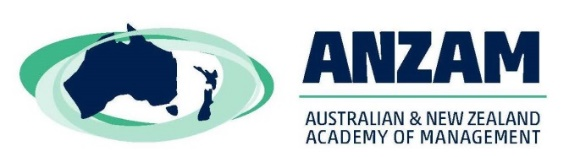 ANZAM
AUSTRALIAN & NEW ZEALAND
ACADEMY OF MANAGEMENT